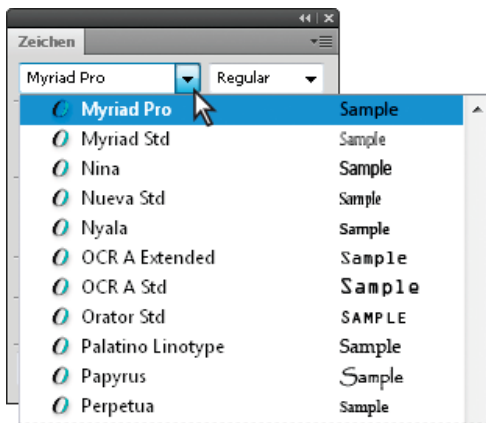 Zeichen
Myriad Pro Regular
Myriad Pro Sample
Myriad Std Sample
Nina Sample
Nueva Std Sample
Nyala Sample
OCR A Extended Sample
OCR A Std Sample
Orator Std SAMPLE
Palatino Linotype Sample
Papyrus Sample
Perpetua Sample